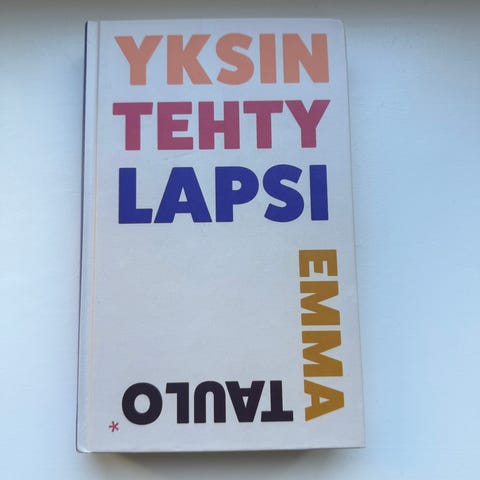 YKSIN
TEHTY
LAPSI
EMMA
TAULO
*